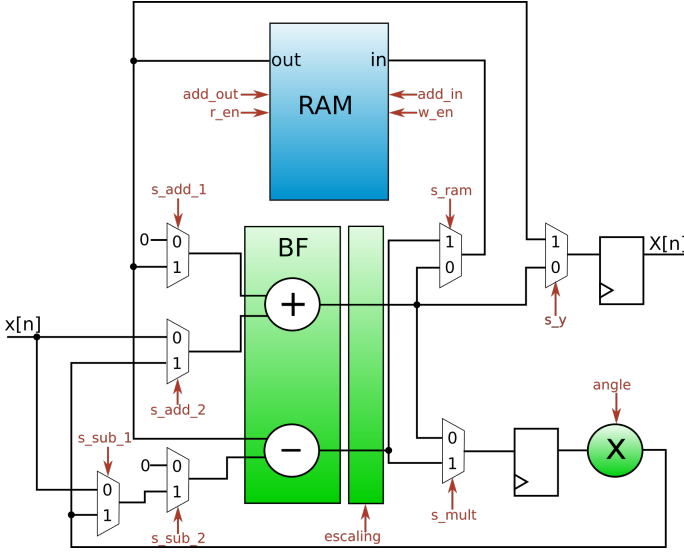 out in
add_out add_in
RAM
r_en w_en
s_add_1 s_ram
0 0 1 1 X[n]
BF
1 0 0
+
s_y
x[n]
0
1
angle
s_add_2
s_sub_1 0
0 0 − X
1 1
0
1 s_mult
s_sub_2 escaling